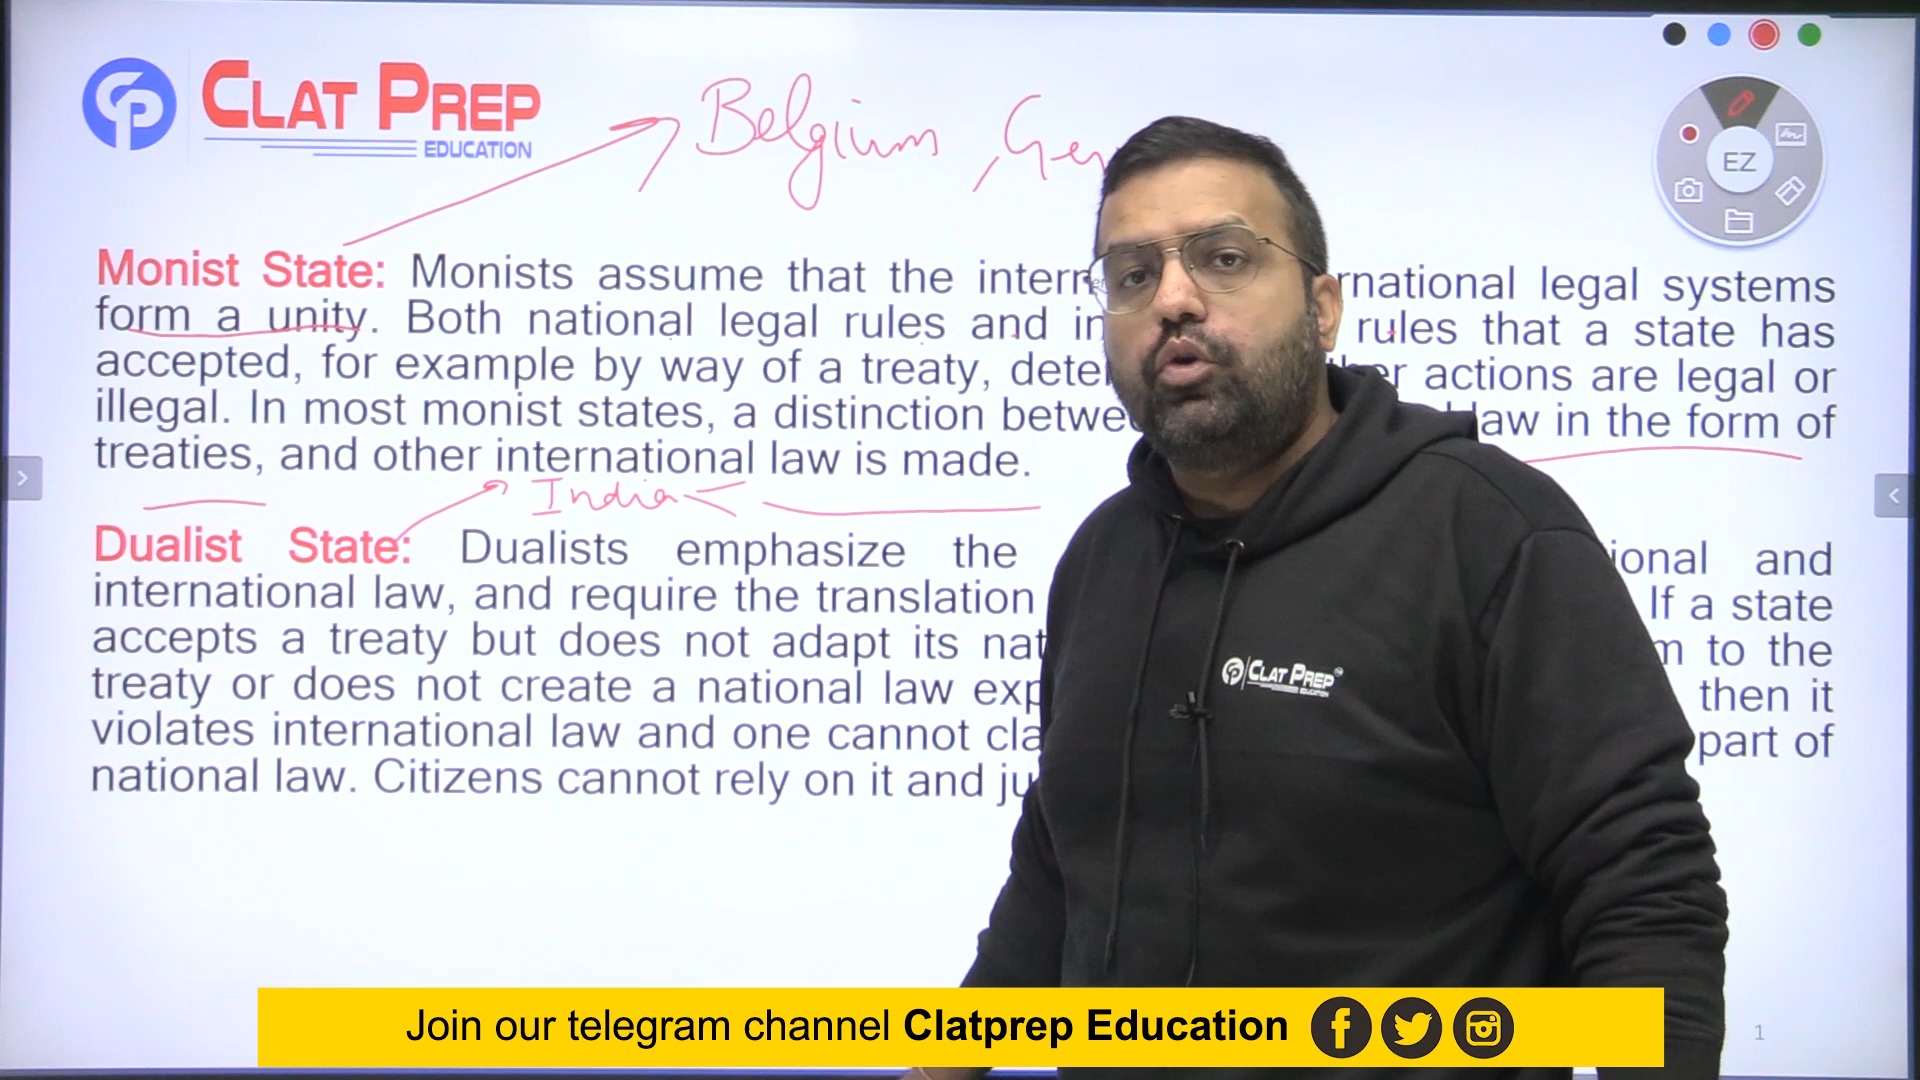 CLAT PREP
EDUCATION
Belgium , Ger
EZ
Monist State: Monists assume that the intern rnational legal systems
form a unity. Both national legal rules and in rules that a state has
accepted, for example by way of a treaty, deter her actions are legal or
illegal. In most monist states, a distinction betwe law in the form of
treaties, and other international law is made.
India
Dualist State: Dualists emphasize the ional and
international law, and require the translation If a state
accepts a treaty but does not adapt its nat m to the
treaty or does not create a national law exp then it
violates international law and one cannot cla part of
national law. Citizens cannot rely on it and ju
CLAT PREP
EDUCATION
Join our telegram channel Clatprep Education
1